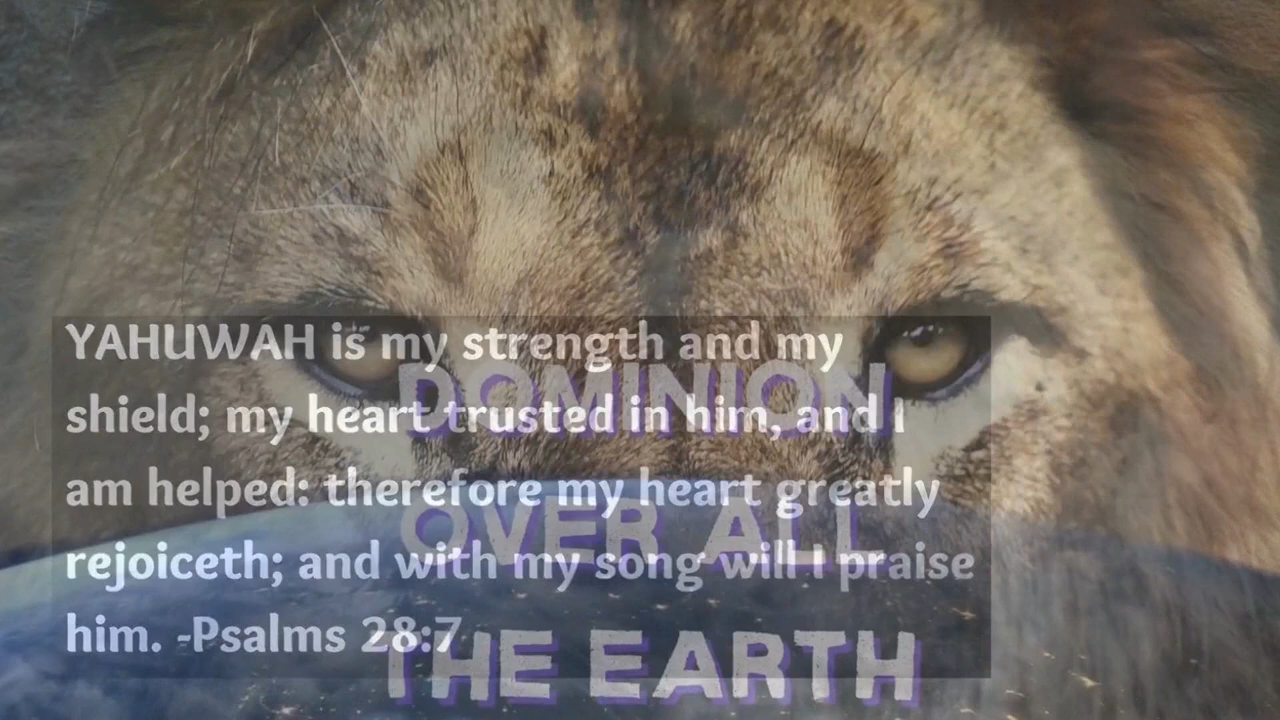 YAHUWAH is my strength and my
shield; my heart trusted in him, and I
am helped: therefore my heart greatly
rejoiceth; and with my song will I praise
him. -Psalms 28:7
DOMINION
OVER ALL
THE EARTH